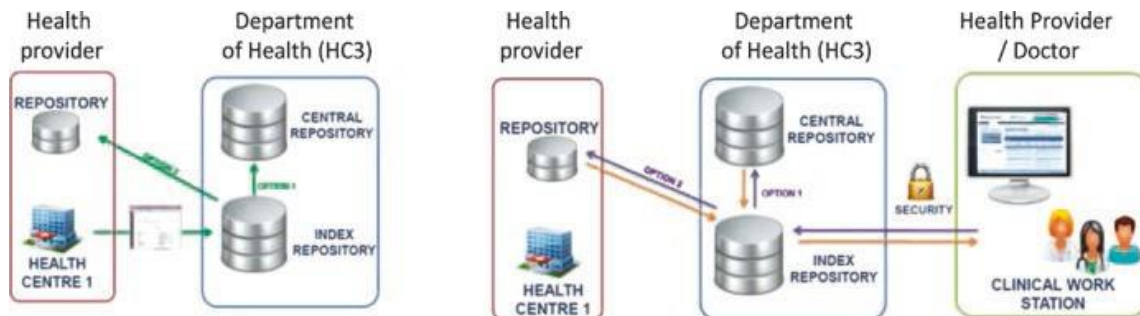 Health
provider
Department
of Health (HC3)
REPOSITORY
CENTRAL
REPOSITORY
OPTION 1
INDEX
REPOSITORY
HEALTH
CENTRE 1
Health
provider
Department
of Health (HC3)
Health Provider
/ Doctor
REPOSITORY
CENTRAL
REPOSITORY
OPTION 2
OPTION 1
SECURITY
INDEX
REPOSITORY
HEALTH
CENTRE 1
CLINICAL WORK
STATION